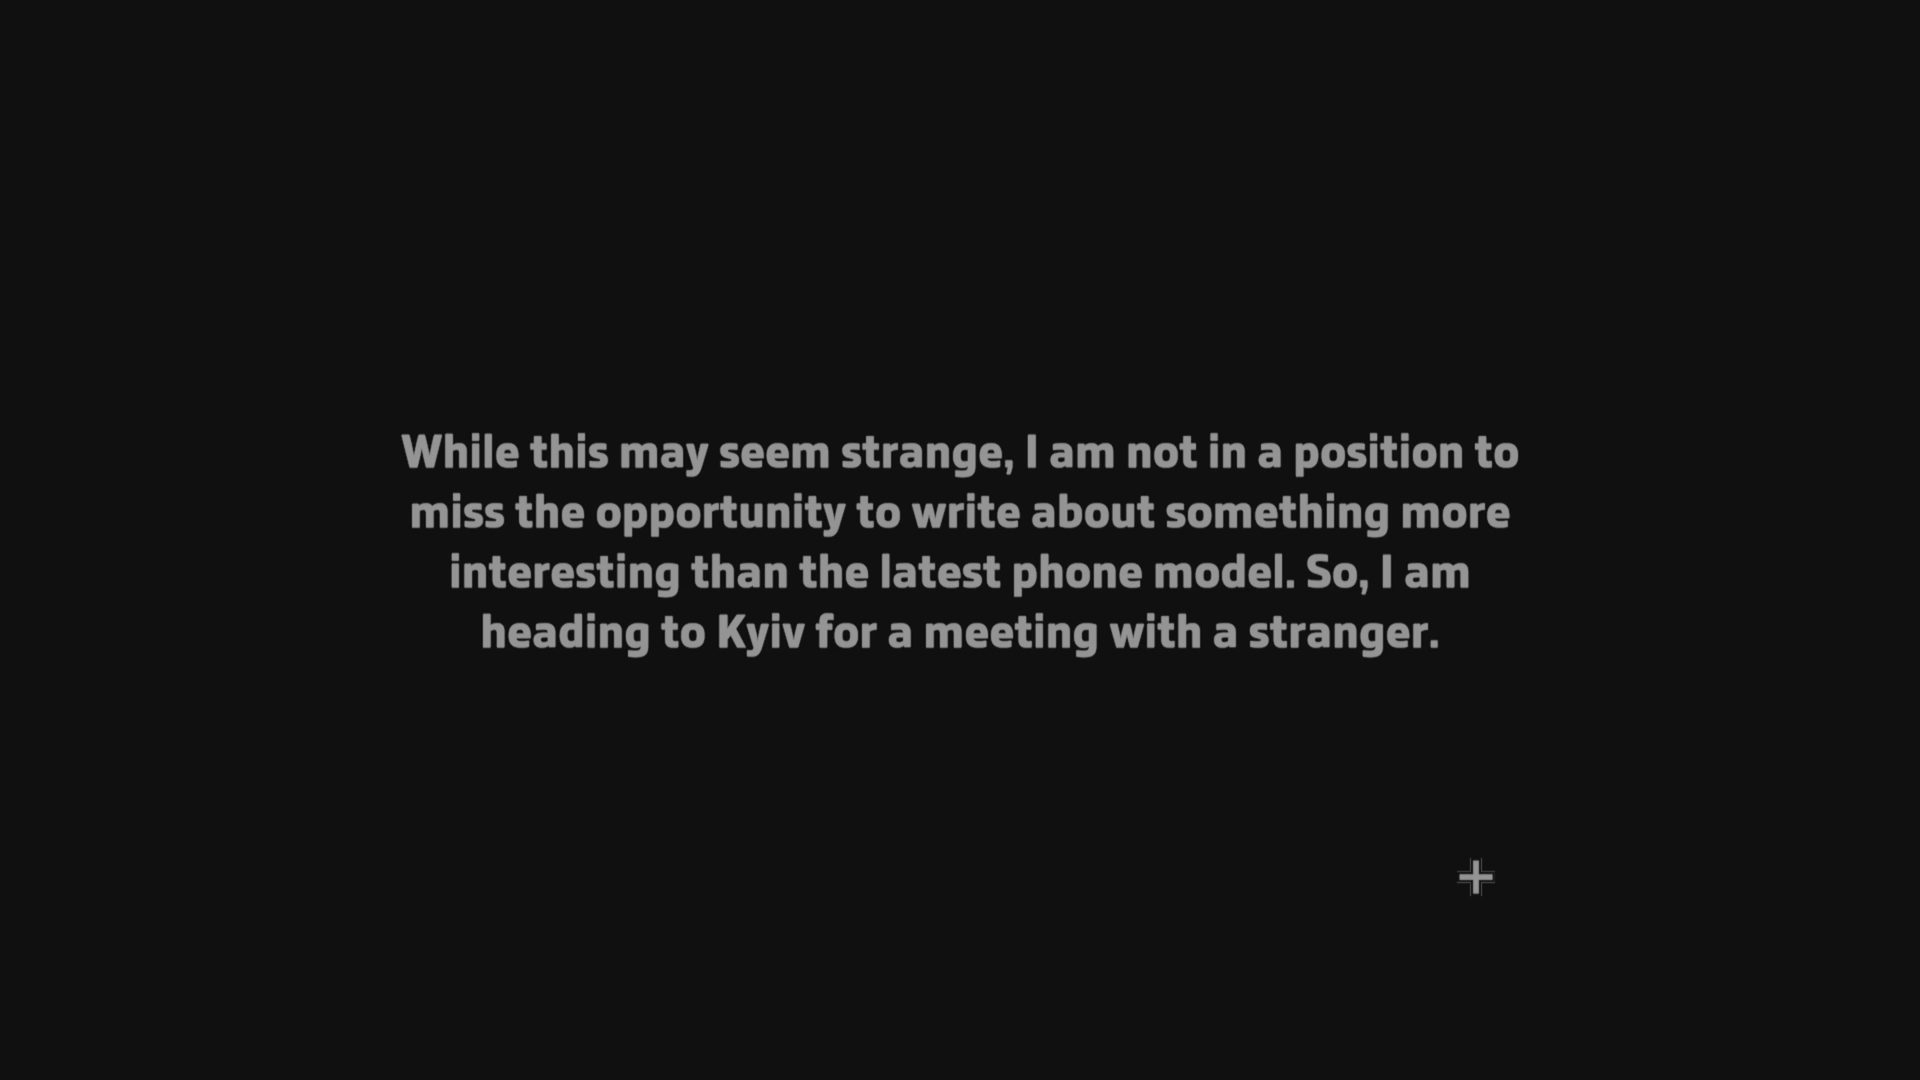 While this may seem strange, I am not in a position to
miss the opportunity to write about something more
interesting than the latest phone model. So, I am
heading to Kyiv for a meeting with a stranger.